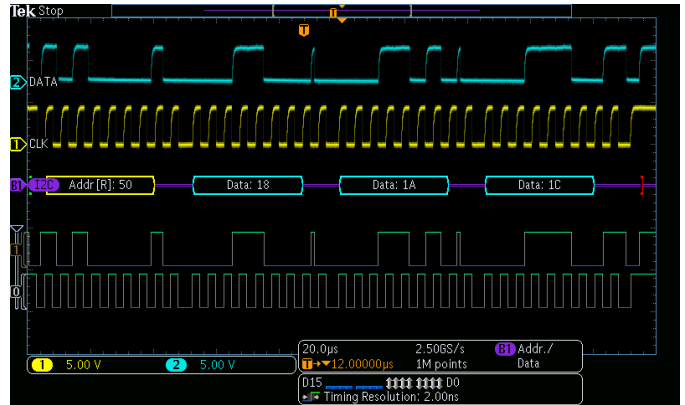 Tek Stop
T
T
2 DATA
1 CLK
B1 I2C Addr[R]: 50 Data: 18 Data: 1A Data: 1C
1
0
1 5.00 V 2 5.00 V
20.0µs 2.50GS/s B1 Addr./
T→▼12.00000µs 1M points Data
D15 D0
Timing Resolution: 2.00ns